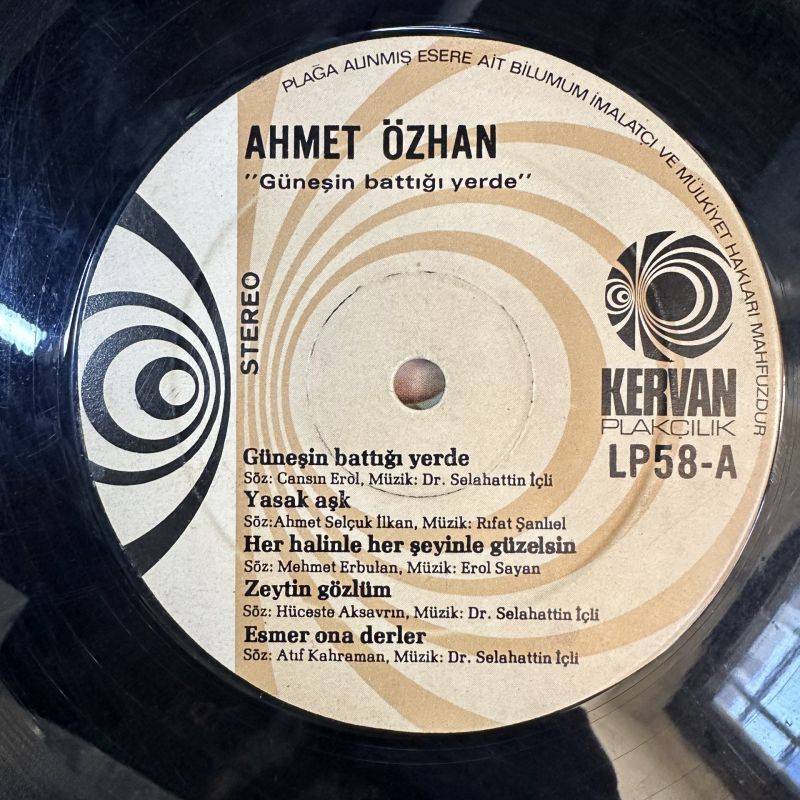 PLAĞA ALINMIŞ ESERE AİT BİLUMUM İMALATÇI VE MÜLKİYET HAKLARI MAHFUZDUR
AHMET ÖZHAN
"Güneşin battığı yerde"
STEREO
KERVAN
PLAKÇILIK
LP58-A
Güneşin battığı yerde
Söz: Cansın Erol, Müzik: Dr. Selahattin İçli
Yasak aşk
Söz:Ahmet Selçuk İlkan, Müzik: Rıfat Şanlıel
Her halinle her şeyinle güzelsin
Söz: Mehmet Erbulan, Müzik: Erol Sayan
Zeytin gözlüm
Söz: Hüceste Aksavrın, Müzik: Dr. Selahattin İçli
Esmer ona derler
Söz: Atıf Kahraman, Müzik: Dr. Selahattin İçli